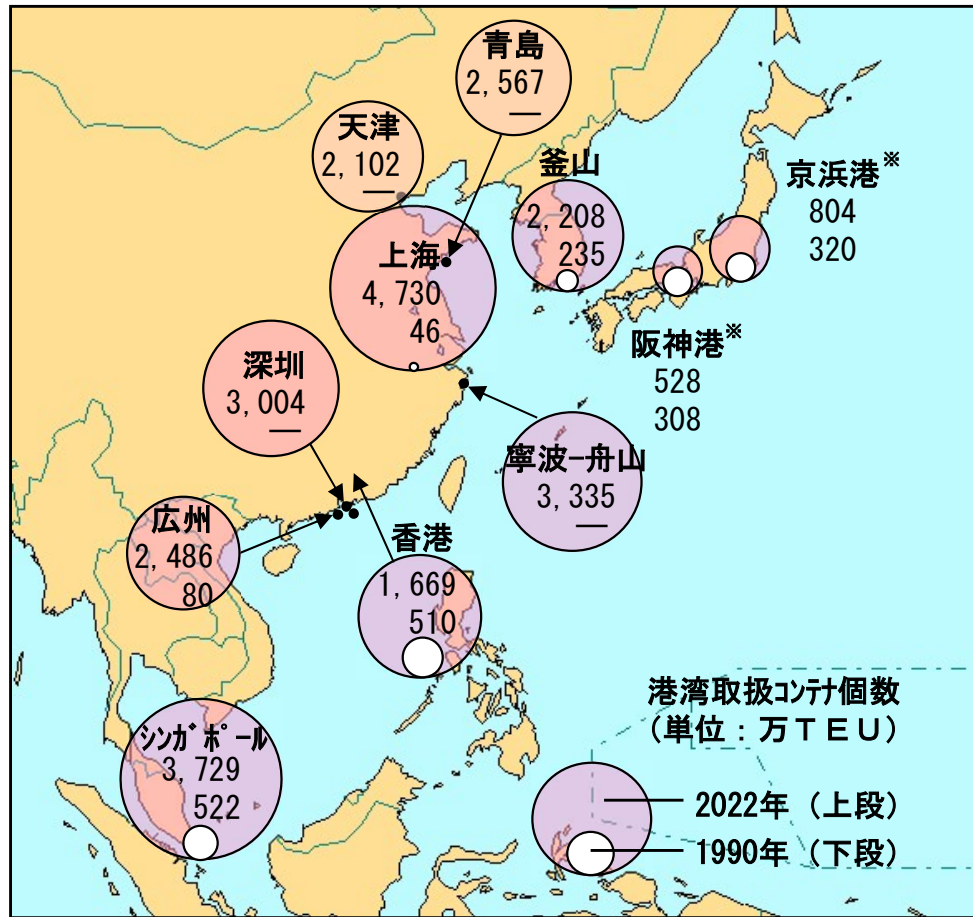 青島
2,567
―
天津
2,102
―
釜山
2,208
235
京浜港※
804
320
上海
4,730
46
阪神港※
528
308
深圳
3,004
―
寧波−舟山
3,335
―
広州
2,486
80
香港
1,669
510
シンガポール
3,729
522
港湾取扱コンテナ個数
(単位:万TEU)
2022年(上段)
1990年(下段)